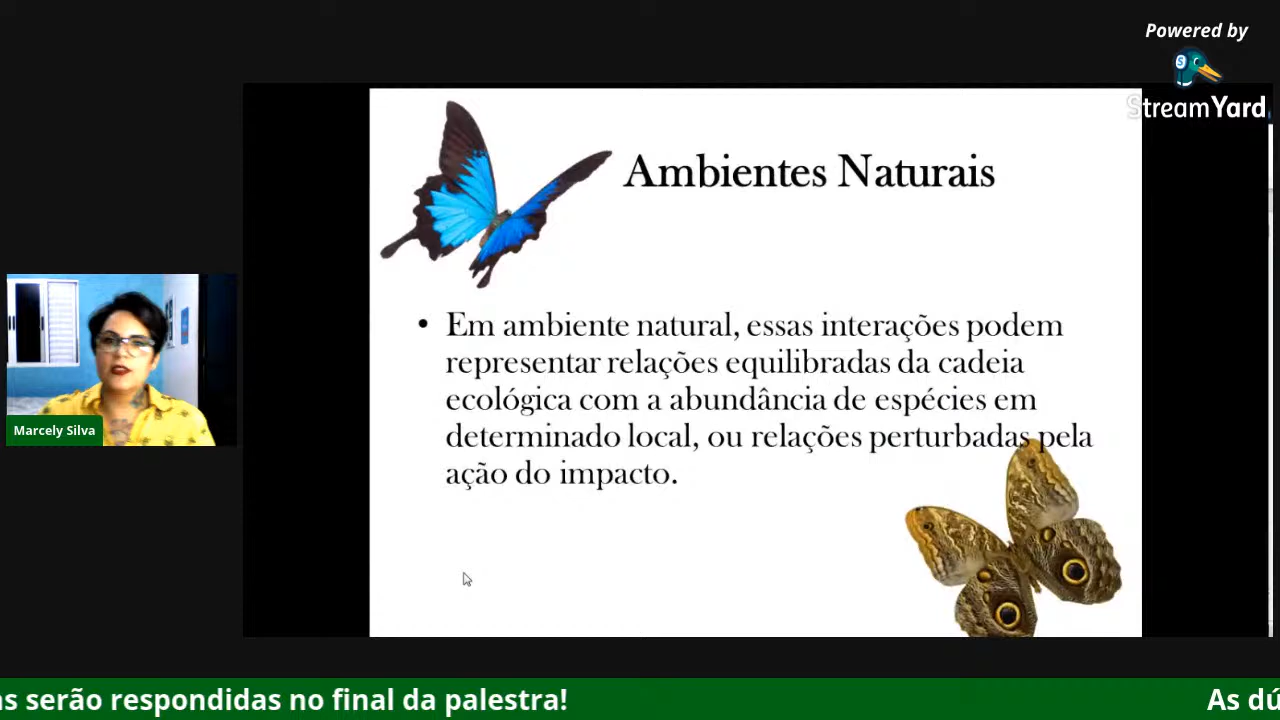 Powered by
StreamYard
Ambientes Naturais
• Em ambiente natural, essas interações podem
representar relações equilibradas da cadeia
ecológica com a abundância de espécies em
determinado local, ou relações perturbadas pela
ação do impacto.
Marcely Silva
serão respondidas no final da palestra!
As